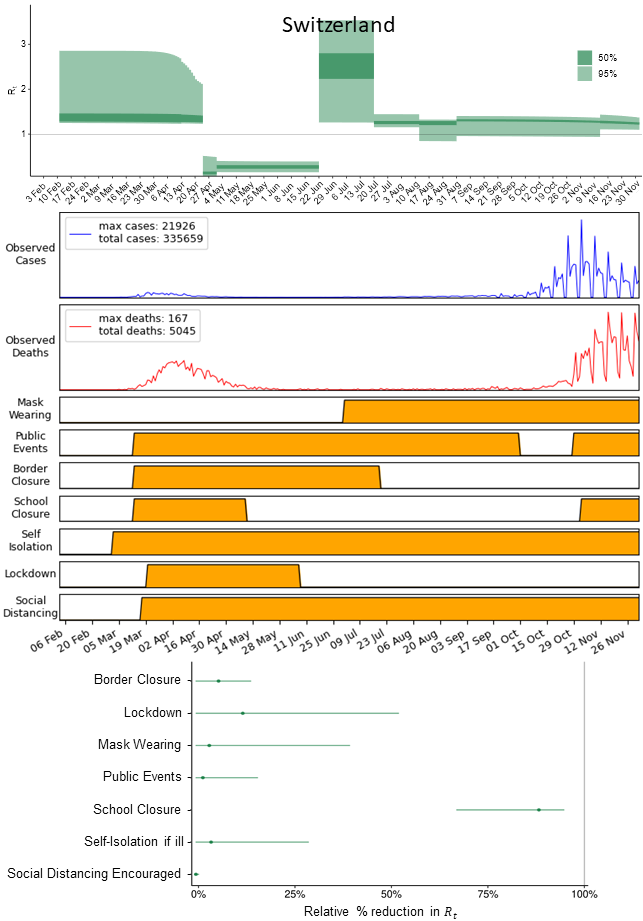 Switzerland
3
2
1
R_t
50%
95%
3 Feb
10 Feb
17 Feb
24 Feb
2 Mar
9 Mar
16 Mar
23 Mar
30 Mar
6 Apr
13 Apr
20 Apr
27 Apr
4 May
11 May
18 May
25 May
1 Jun
8 Jun
15 Jun
22 Jun
29 Jun
6 Jul
13 Jul
20 Jul
27 Jul
3 Aug
10 Aug
17 Aug
24 Aug
31 Aug
7 Sep
14 Sep
21 Sep
28 Sep
5 Oct
12 Oct
19 Oct
26 Oct
2 Nov
9 Nov
16 Nov
23 Nov
30 Nov
Observed
Cases
max cases: 21926
total cases: 335659
Observed
Deaths
max deaths: 167
total deaths: 5045
Mask
Wearing
Public
Events
Border
Closure
School
Closure
Self
Isolation
Lockdown
Social
Distancing
06 Feb
20 Feb
05 Mar
19 Mar
02 Apr
16 Apr
30 Apr
14 May
28 May
11 Jun
25 Jun
09 Jul
23 Jul
06 Aug
20 Aug
03 Sep
17 Sep
01 Oct
15 Oct
29 Oct
12 Nov
26 Nov
Border Closure
Lockdown
Mask Wearing
Public Events
School Closure
Self-Isolation if ill
Social Distancing Encouraged
0%
25%
50%
75%
100%
Relative % reduction in R_t